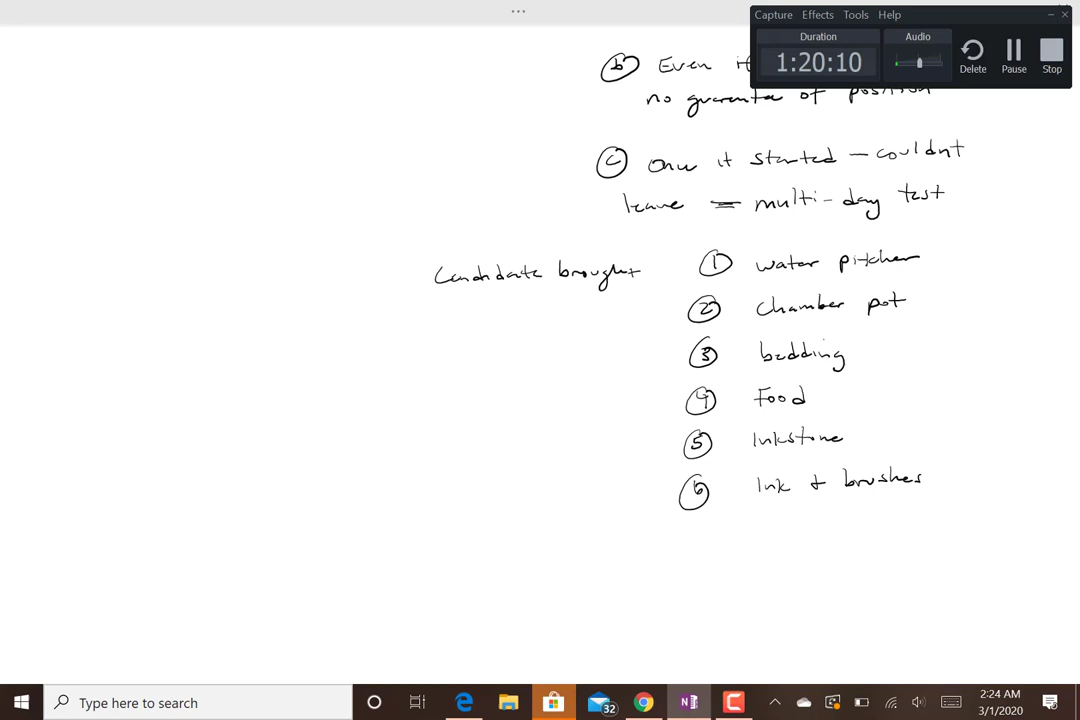 Capture Effects Tools Help
Duration
Audio
1:20:10
Delete Pause Stop
b Even if
no guarantee of position
c Once it started – couldnt
leave = multi-day test
Candidate brought
1 water pitcher
2 chamber pot
3 bedding
4 Food
5 Inkstone
6 Ink + brushes
Type here to search
32
2:24 AM
3/1/2020